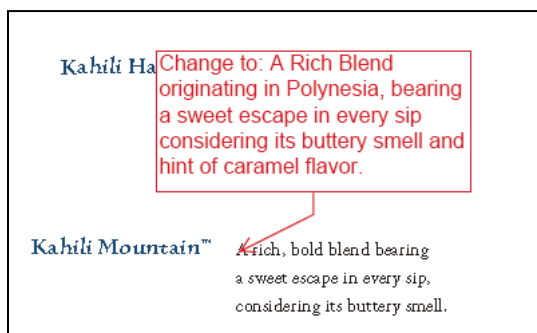 Kahili Ha
Change to: A Rich Blend
originating in Polynesia, bearing
a sweet escape in every sip
considering its buttery smell and
hint of caramel flavor.
Kahili Mountain™
A rich, bold blend bearing
a sweet escape in every sip,
considering its buttery smell.